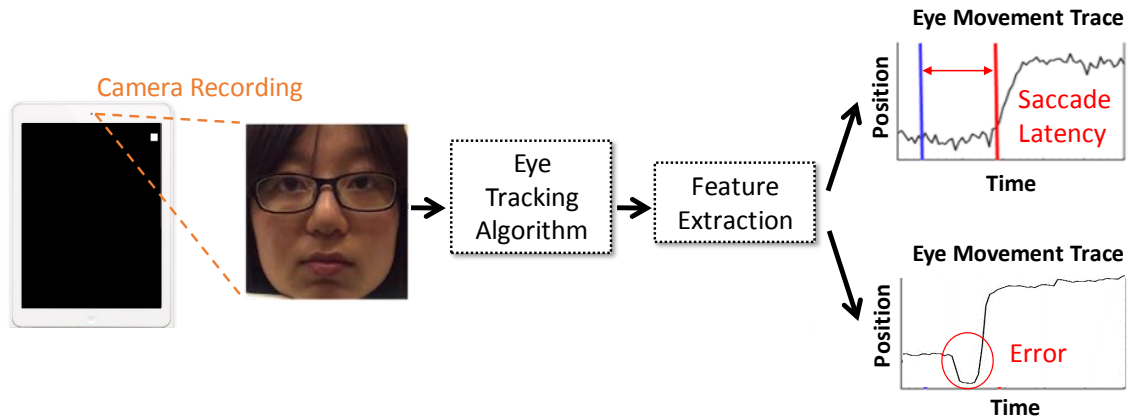 Camera Recording
Eye
Tracking
Algorithm
Feature
Extraction
Eye Movement Trace
Position
Saccade
Latency
Time
Eye Movement Trace
Position
Error
Time